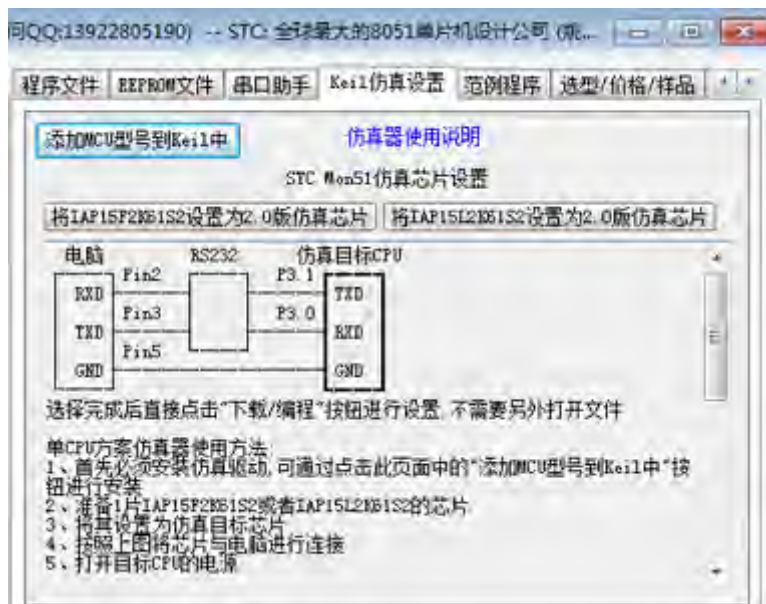 问QQ:13922805190) -- STC: 全球最大的8051单片机设计公司 (姚...
程序文件 EEPROM文件 串口助手 Keil仿真设置 范例程序 选型/价格/样品
添加MCU型号到Keil中 仿真器使用说明
STC Mon51仿真芯片设置
将IAP15F2K61S2设置为2.0版仿真芯片 将IAP15L2K61S2设置为2.0版仿真芯片
电脑 RS232 仿真目标CPU
Pin2 P3.1
RXD TXD
Pin3 P3.0
TXD RXD
Pin5
GND GND
选择完成后直接点击"下载/编程"按钮进行设置,不需要另外打开文件
单CPU方案仿真器使用方法:
1、首先必须安装仿真驱动,可通过点击此页面中的"添加MCU型号到Keil中"按
钮进行安装
2、准备1片IAP15F2K61S2或者IAP15L2K61S2的芯片
3、将其设置为仿真目标芯片
4、按照上图将芯片与电脑进行连接
5、打开目标CPU的电源